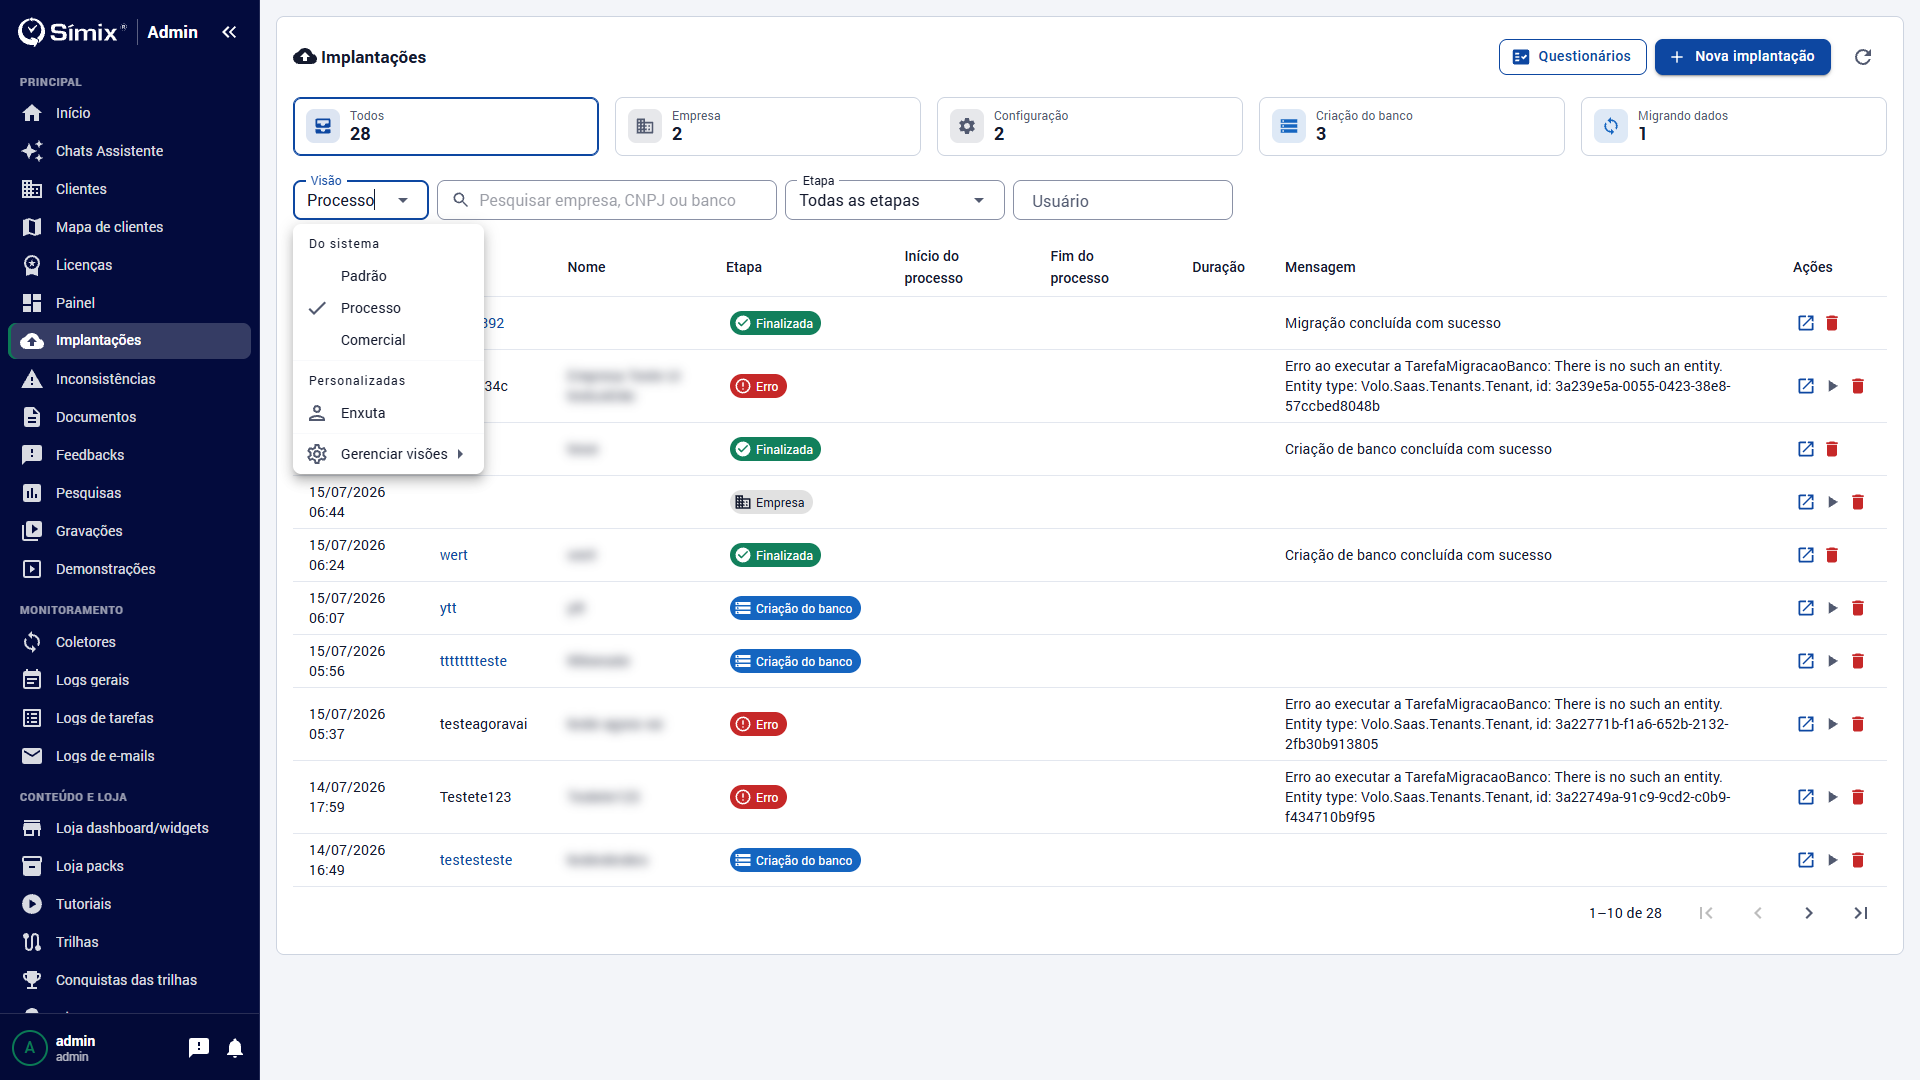 Símix
Admin
PRINCIPAL
Início
Chats Assistente
Clientes
Mapa de clientes
Licenças
Painel
Implantações
Inconsistências
Documentos
Feedbacks
Pesquisas
Gravações
Demonstrações
MONITORAMENTO
Coletores
Logs gerais
Logs de tarefas
Logs de e-mails
CONTEÚDO E LOJA
Loja dashboard/widgets
Loja packs
Tutoriais
Trilhas
Conquistas das trilhas
A
admin
admin
Implantações
Questionários
Nova implantação
Todos
28
Empresa
2
Configuração
2
Criação do banco
3
Migrando dados
1
Visão
Processo
Pesquisar empresa, CNPJ ou banco
Etapa
Todas as etapas
Usuário
Do sistema
Padrão
Processo
Comercial
Personalizadas
Enxuta
Gerenciar visões
Nome
Etapa
Início do
processo
Fim do
processo
Duração
Mensagem
Ações
392
Finalizada
Migração concluída com sucesso
34c
Erro
Erro ao executar a TarefaMigracaoBanco: There is no such an entity.
Entity type: Volo.Saas.Tenants.Tenant, id: 3a239e5a-0055-0423-38e8-
57ccbed8048b
Finalizada
Criação de banco concluída com sucesso
15/07/2026
06:44
Empresa
15/07/2026
06:24
wert
Finalizada
Criação de banco concluída com sucesso
15/07/2026
06:07
ytt
Criação do banco
15/07/2026
05:56
ttttttttteste
Criação do banco
15/07/2026
05:37
testeagoravai
Erro
Erro ao executar a TarefaMigracaoBanco: There is no such an entity.
Entity type: Volo.Saas.Tenants.Tenant, id: 3a22771b-f1a6-652b-2132-
2fb30b913805
14/07/2026
17:59
Testete123
Erro
Erro ao executar a TarefaMigracaoBanco: There is no such an entity.
Entity type: Volo.Saas.Tenants.Tenant, id: 3a22749a-91c9-9cd2-c0b9-
f434710b9f95
14/07/2026
16:49
testesteste
Criação do banco
1–10 de 28